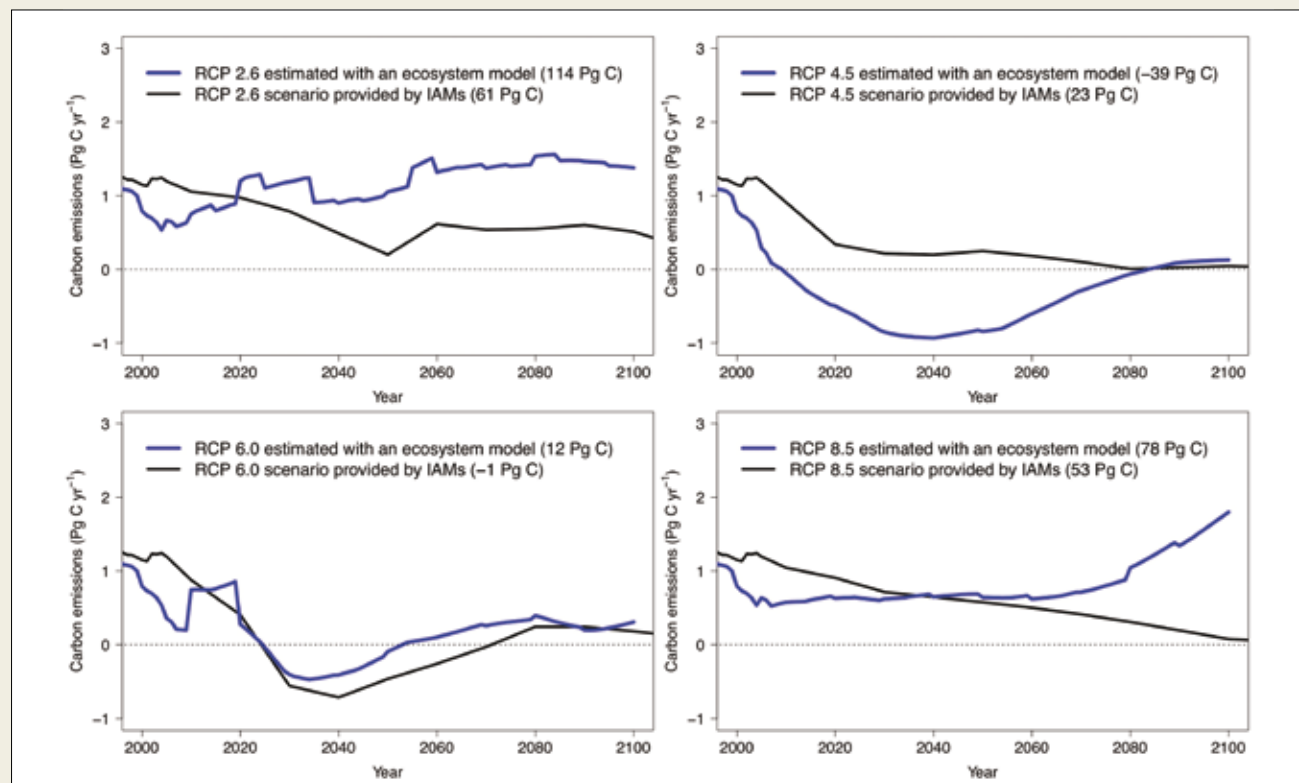 RCP 2.6 estimated with an ecosystem model (114 Pg C)
RCP 2.6 scenario provided by IAMs (61 Pg C)
Carbon emissions (Pg C yr⁻¹)
3
2
1
0
−1
2000 2020 2040 2060 2080 2100
Year
RCP 4.5 estimated with an ecosystem model (−39 Pg C)
RCP 4.5 scenario provided by IAMs (23 Pg C)
Carbon emissions (Pg C yr⁻¹)
3
2
1
0
−1
2000 2020 2040 2060 2080 2100
Year
RCP 6.0 estimated with an ecosystem model (12 Pg C)
RCP 6.0 scenario provided by IAMs (−1 Pg C)
Carbon emissions (Pg C yr⁻¹)
3
2
1
0
−1
2000 2020 2040 2060 2080 2100
Year
RCP 8.5 estimated with an ecosystem model (78 Pg C)
RCP 8.5 scenario provided by IAMs (53 Pg C)
Carbon emissions (Pg C yr⁻¹)
3
2
1
0
−1
2000 2020 2040 2060 2080 2100
Year